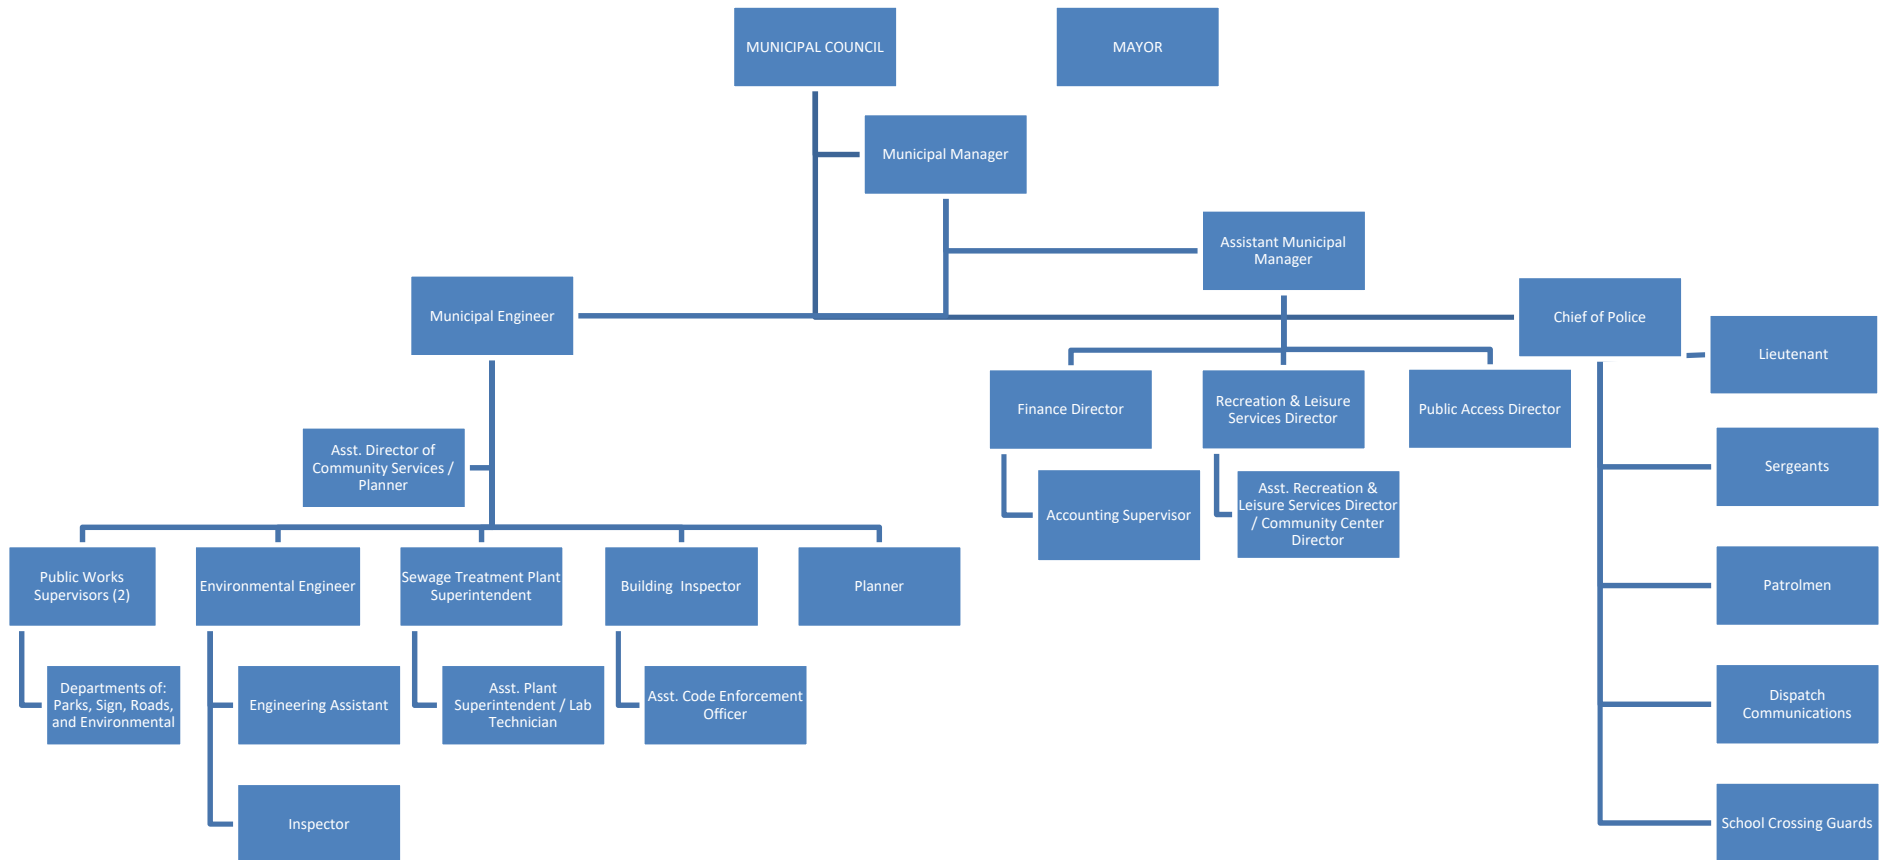 MUNICIPAL COUNCIL
MAYOR
Municipal Manager
Assistant Municipal
Manager
Municipal Engineer
Chief of Police
Lieutenant
Finance Director
Recreation & Leisure
Services Director
Public Access Director
Asst. Director of
Community Services /
Planner
Sergeants
Accounting Supervisor
Asst. Recreation &
Leisure Services Director
/ Community Center
Director
Public Works
Supervisors (2)
Environmental Engineer
Sewage Treatment Plant
Superintendent
Building  Inspector
Planner
Patrolmen
Departments of:
Parks, Sign, Roads,
and Environmental
Engineering Assistant
Asst. Plant
Superintendent / Lab
Technician
Asst. Code Enforcement
Officer
Dispatch
Communications
Inspector
School Crossing Guards